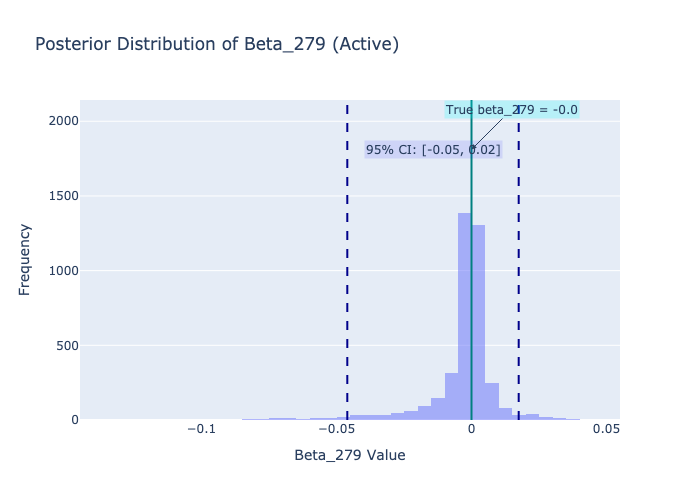 Posterior Distribution of Beta_279 (Active)
True beta_279 = -0.0
95% CI: [-0.05, 0.02]
2000
1500
1000
500
0
Frequency
−0.1
−0.05
0
0.05
Beta_279 Value